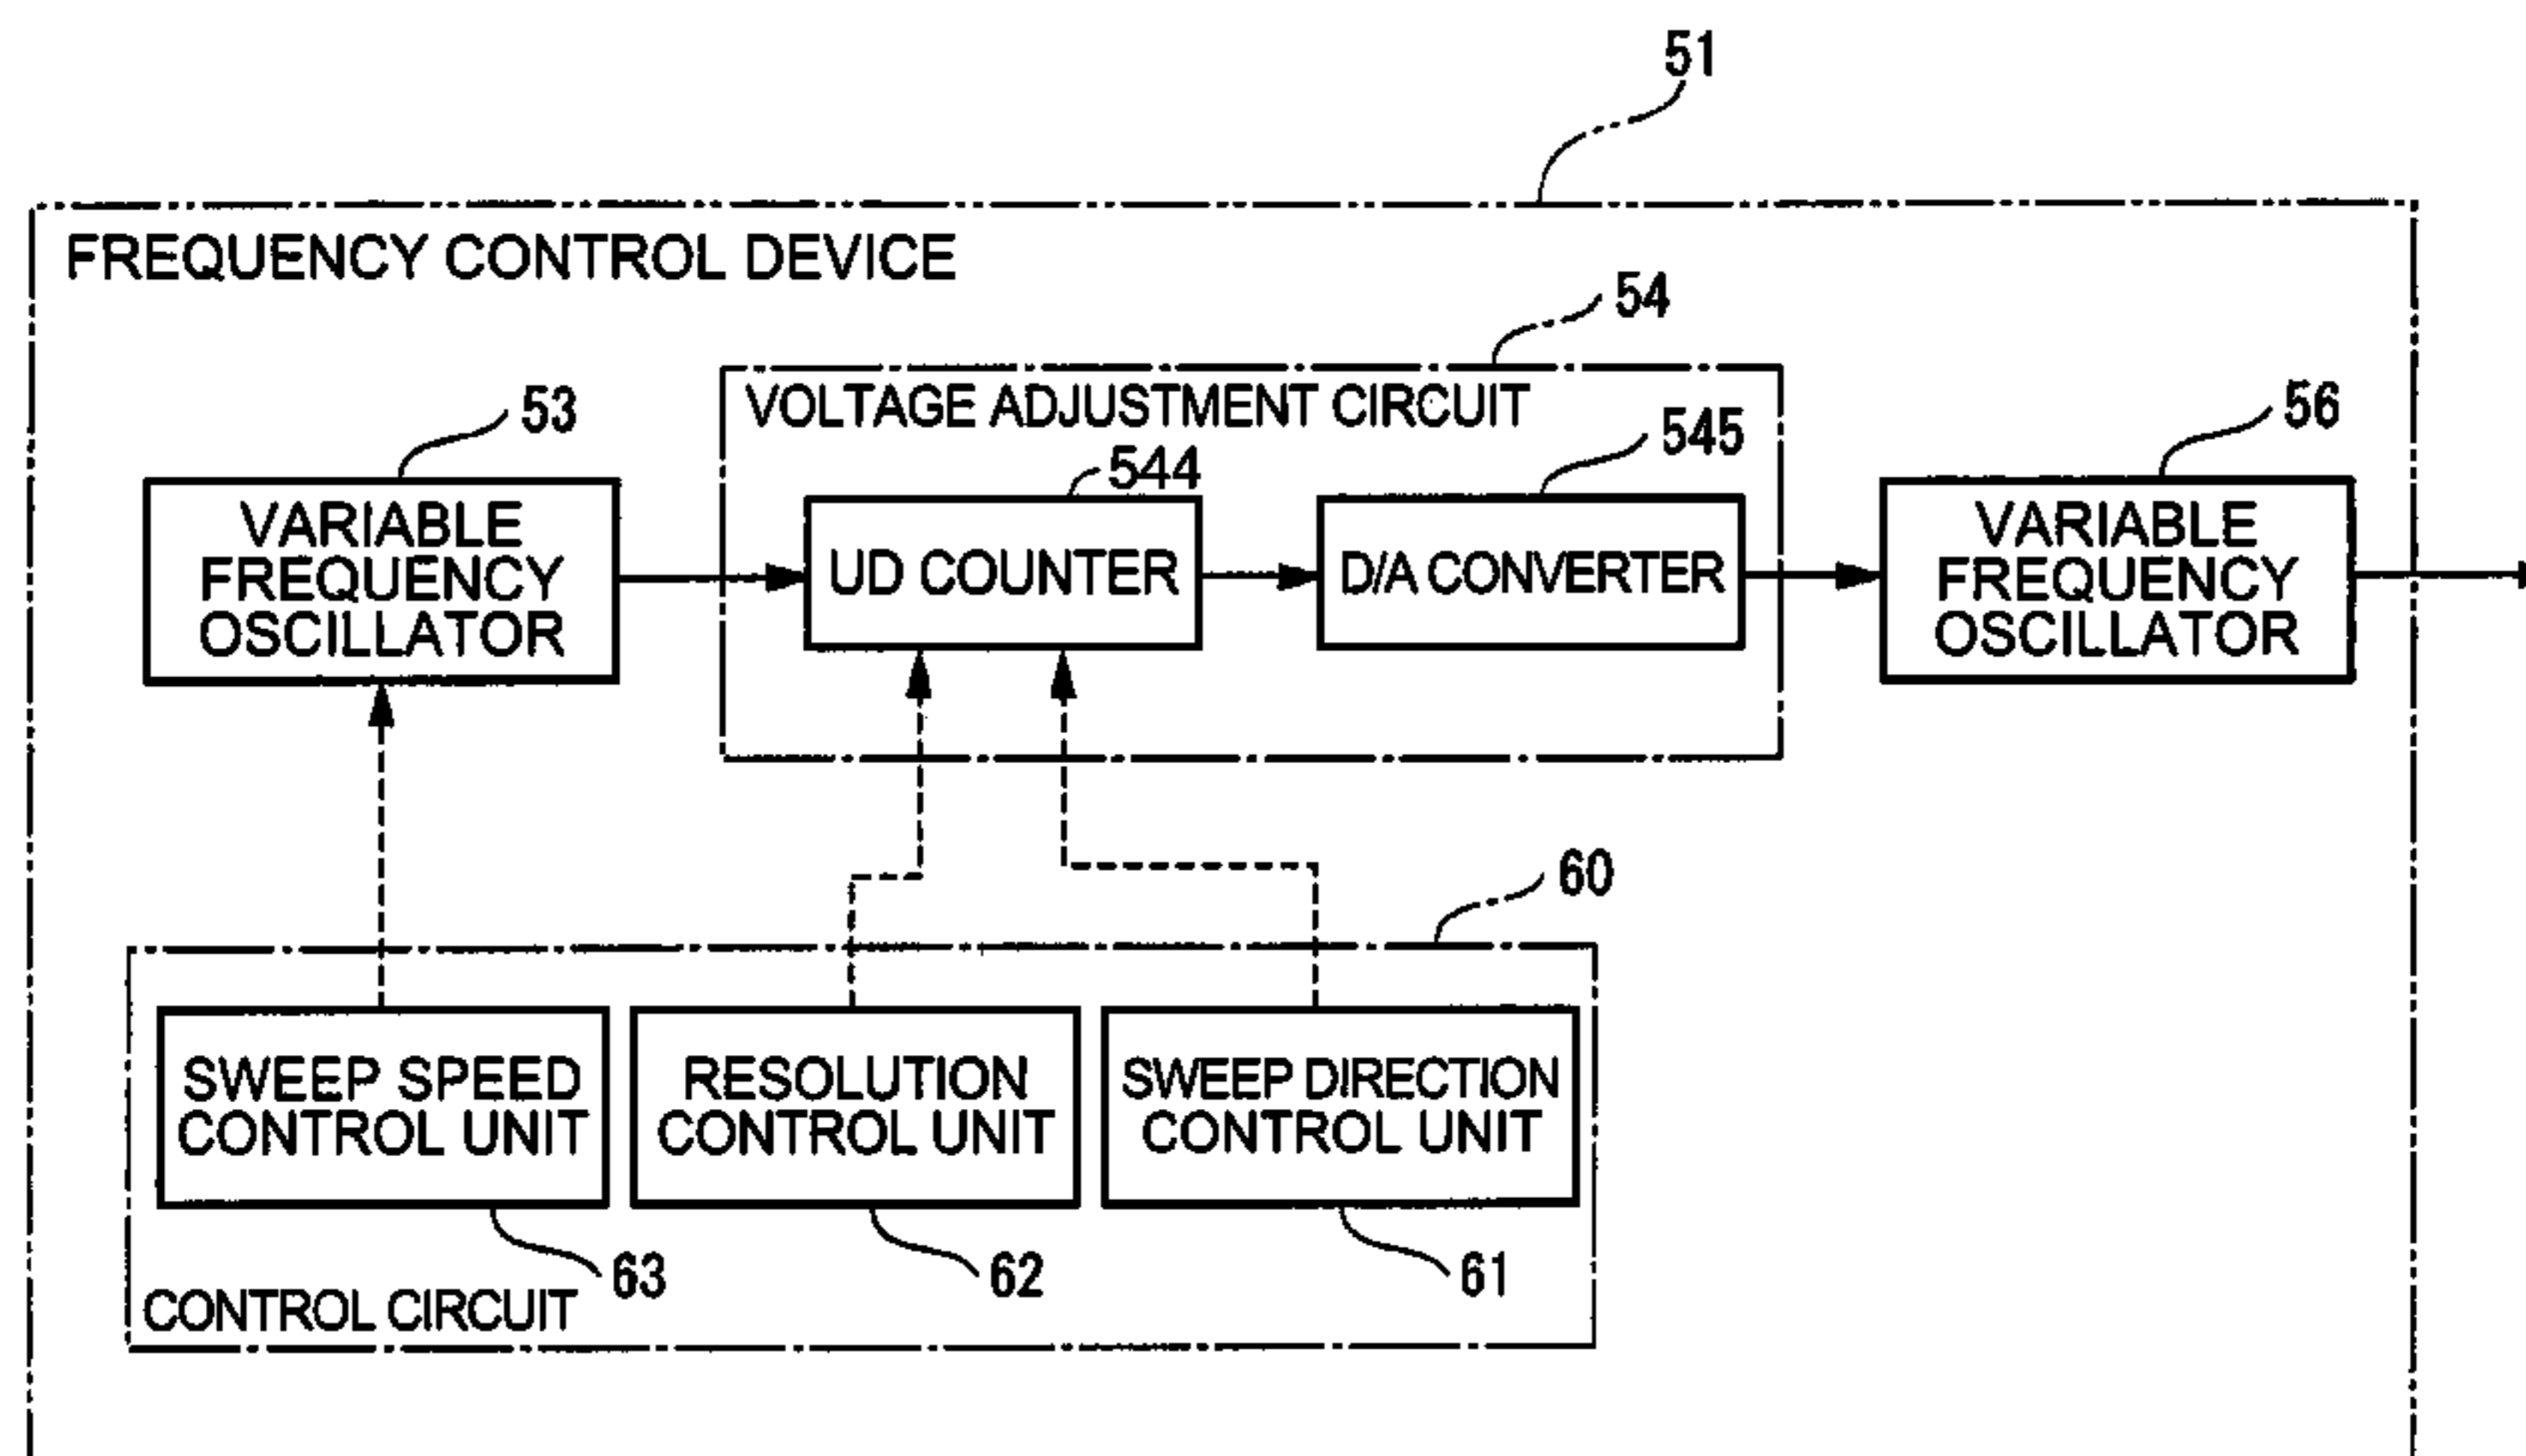 51
FREQUENCY CONTROL DEVICE
54
VOLTAGE ADJUSTMENT CIRCUIT
53
544
545
56
VARIABLE
FREQUENCY
OSCILLATOR
UD COUNTER
D/A CONVERTER
VARIABLE
FREQUENCY
OSCILLATOR
60
SWEEP SPEED
CONTROL UNIT
RESOLUTION
CONTROL UNIT
SWEEP DIRECTION
CONTROL UNIT
63
62
61
CONTROL CIRCUIT